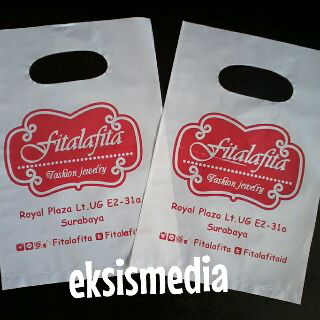 Fitalafita
Fashion jewelry
Royal Plaza Lt.UG E2-31a
Surabaya
Fitalafita Fitalafi
Fitalafita
Fashion jewelry
Royal Plaza Lt.UG E2-31a
Surabaya
Fitalafita Fitalafitaid
eksismedia